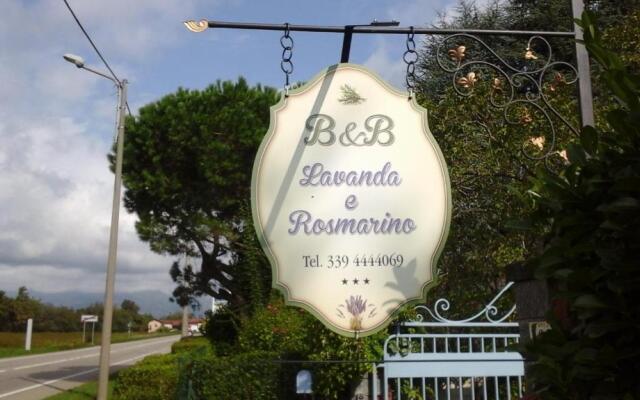 B&B
Lavanda
e
Rosmarino
Tel. 339 4444069
***